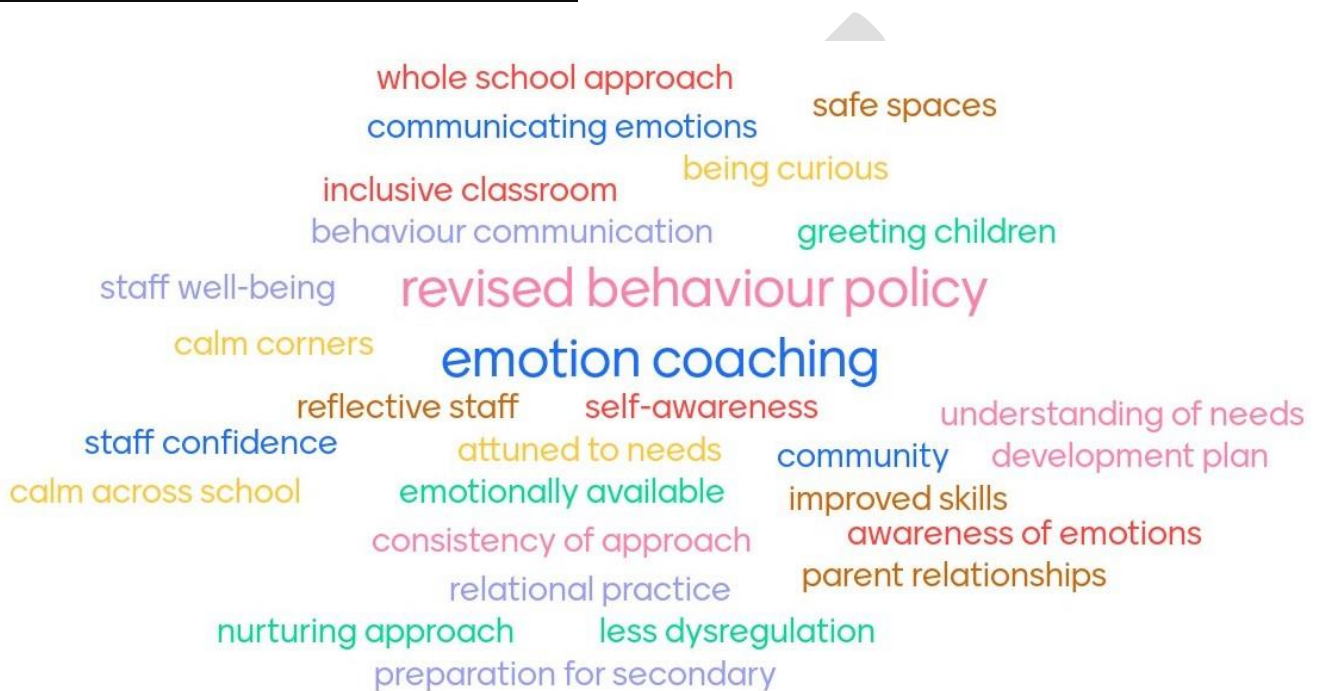 whole school approach
safe spaces
communicating emotions
being curious
inclusive classroom
behaviour communication
greeting children
staff well-being
revised behaviour policy
calm corners
emotion coaching
reflective staff
self-awareness
understanding of needs
staff confidence
attuned to needs
community
development plan
calm across school
emotionally available
improved skills
consistency of approach
awareness of emotions
relational practice
parent relationships
nurturing approach
less dysregulation
preparation for secondary